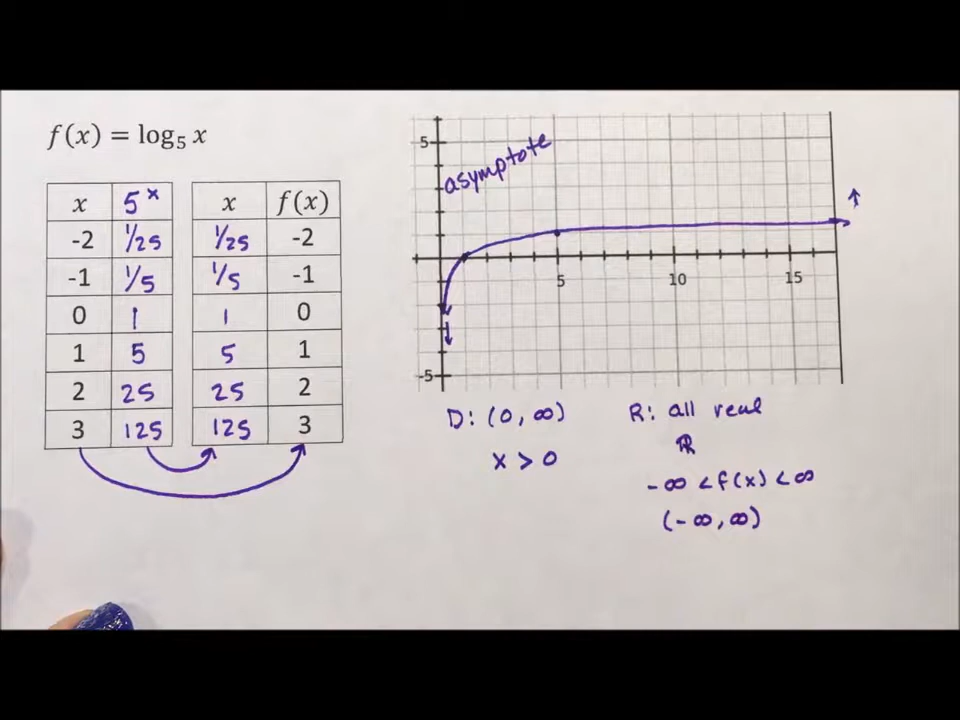 f(x) = log₅ x
x 5ˣ x f(x)
-2 1/25 1/25 -2
-1 1/5 1/5 -1
0 1 1 0
1 5 5 1
2 25 25 2
3 125 125 3
5
asymptote
5 10 15
-5
D: (0, ∞) R: all real
ℝ
x > 0
-∞ < f(x) < ∞
(-∞, ∞)